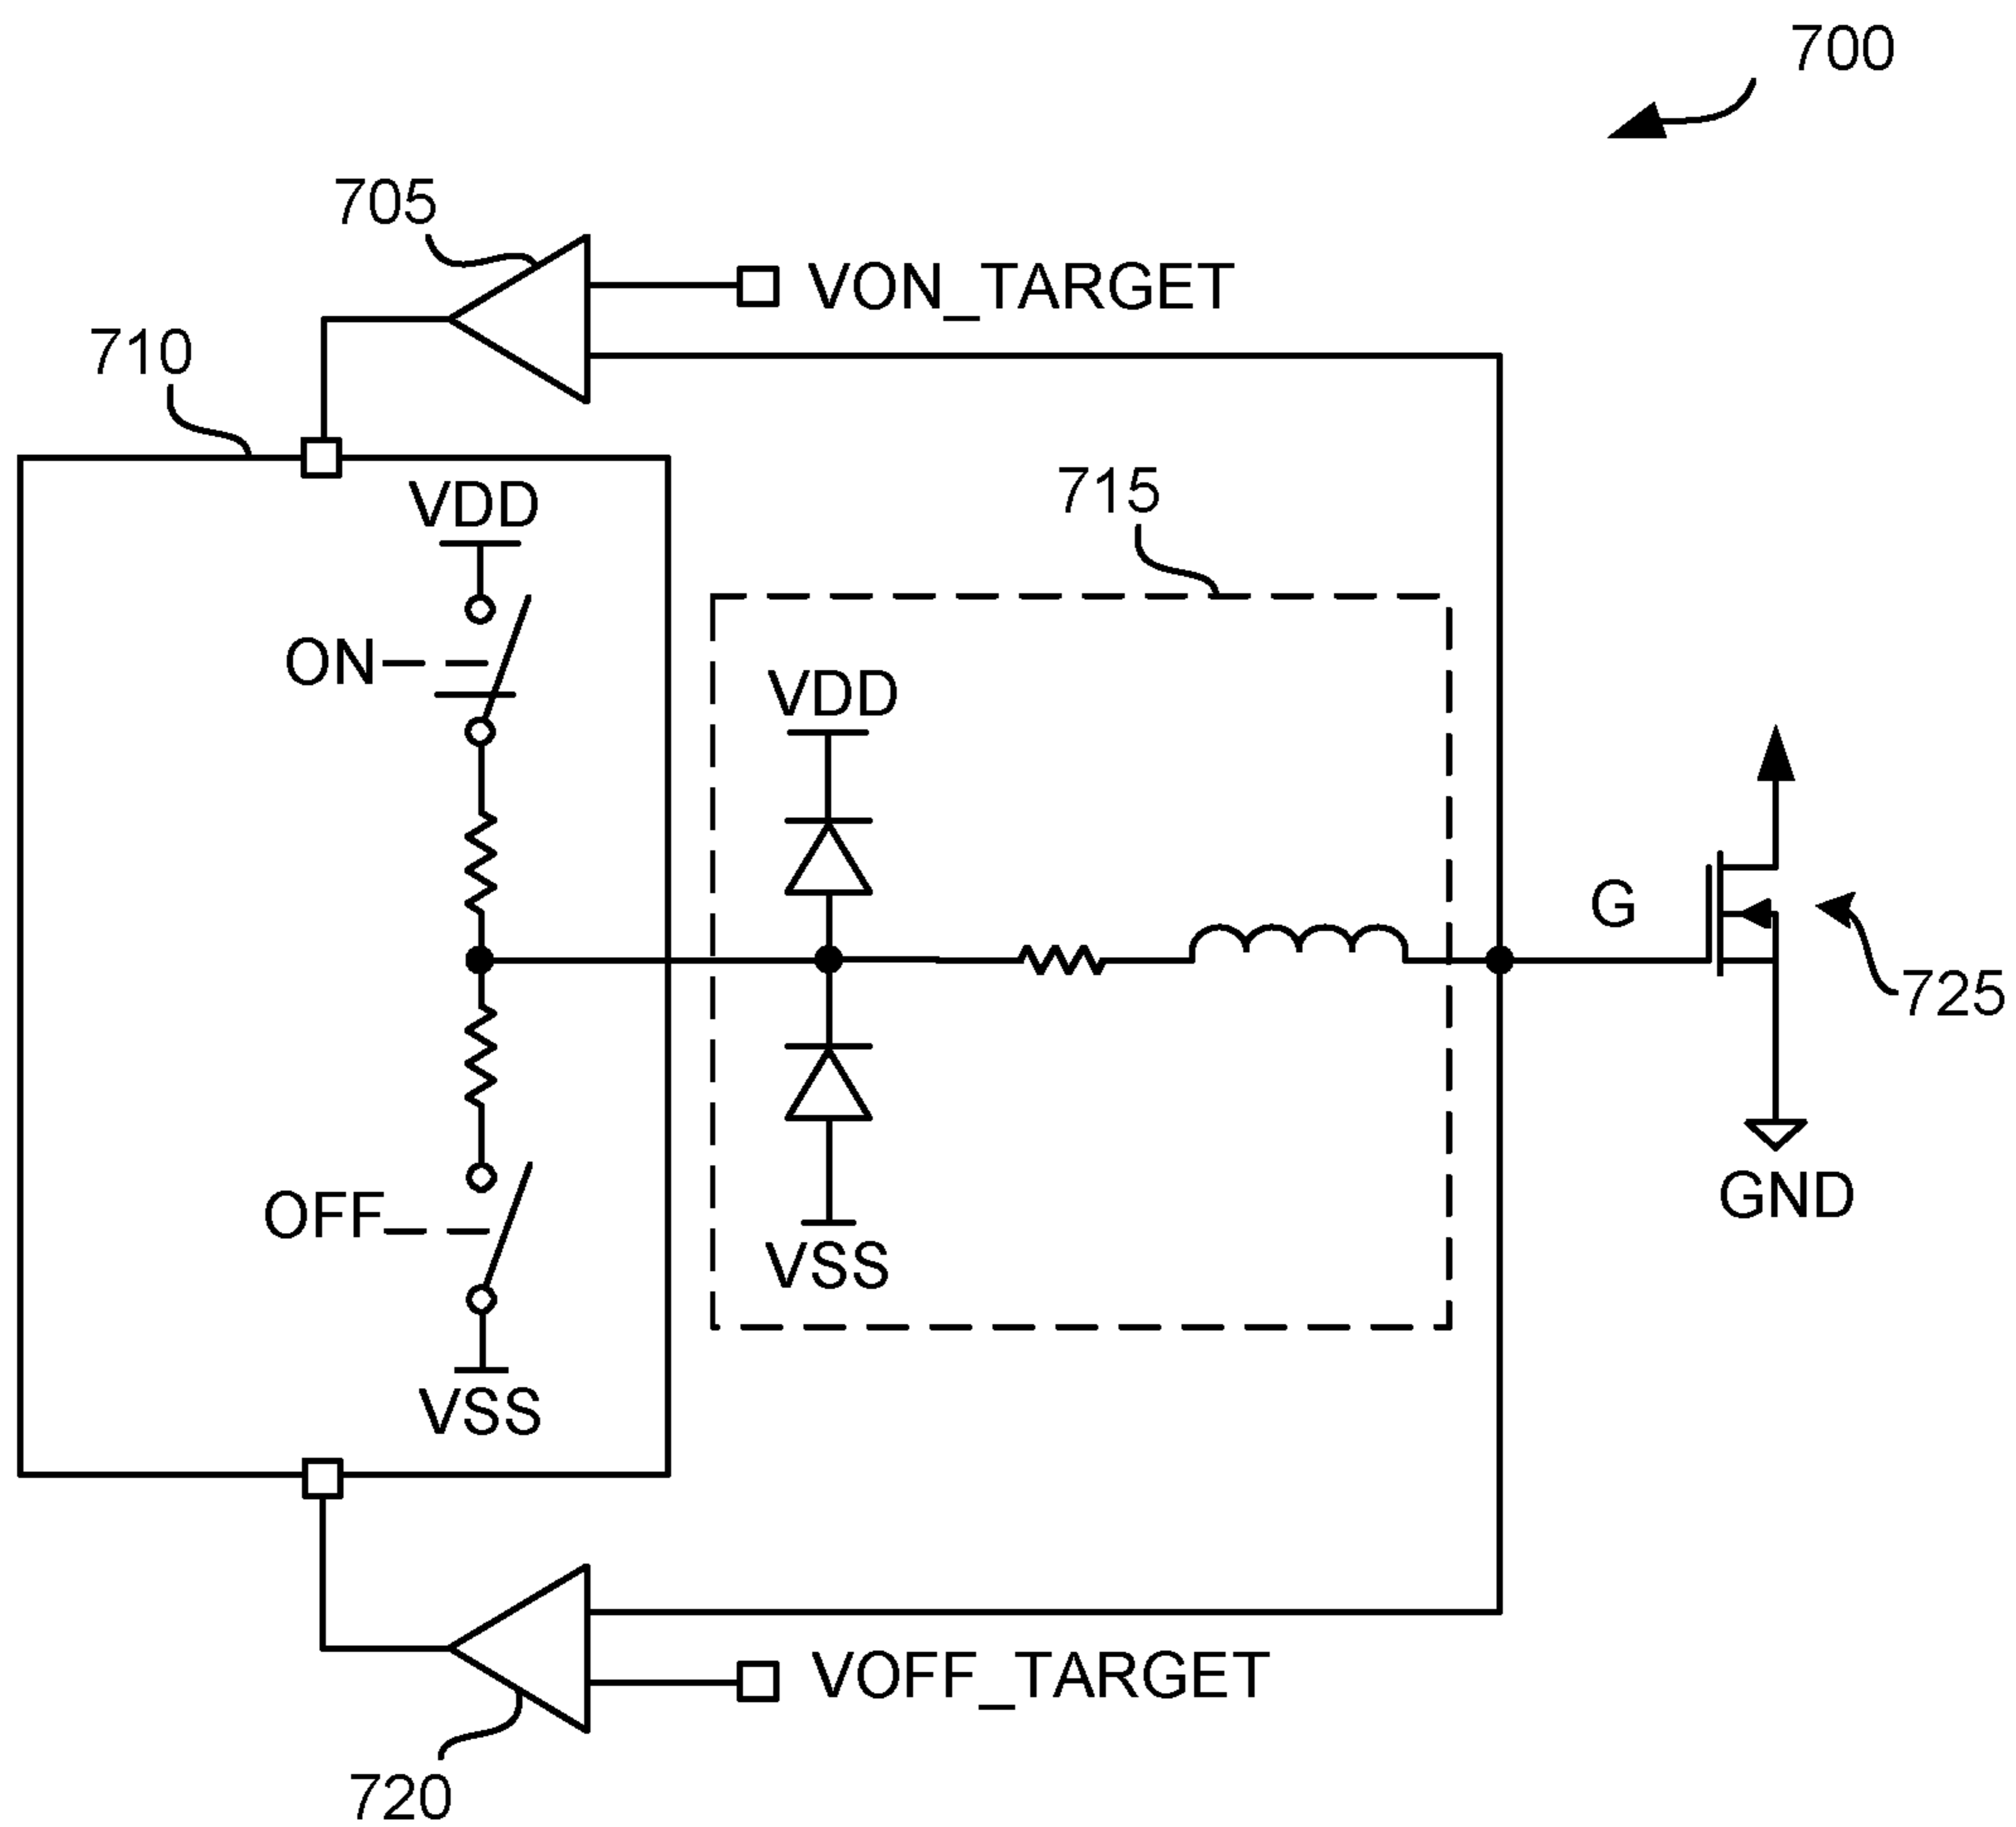 700
705
VON_TARGET
710
VDD
715
ON
VDD
G
725
OFF
GND
VSS
VSS
VOFF_TARGET
720